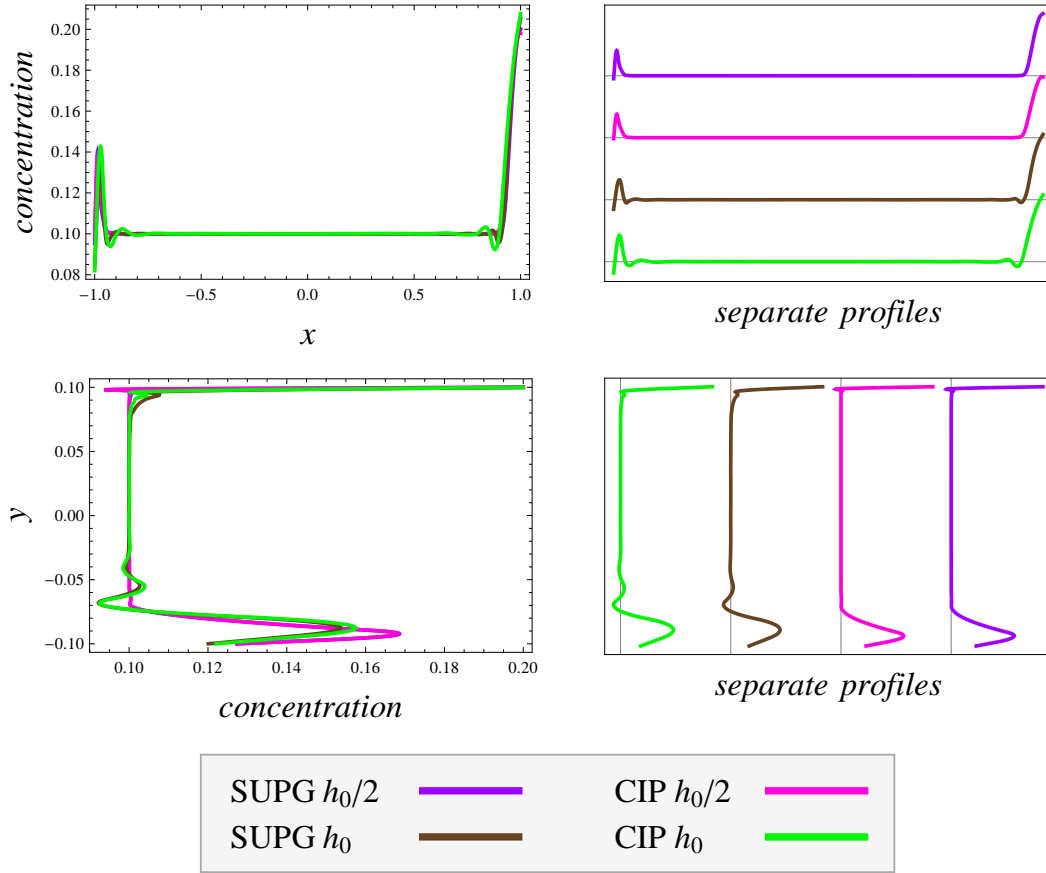 0.20
0.18
0.16
0.14
0.12
0.10
0.08
concentration
−1.0 −0.5 0.0 0.5 1.0
x
separate profiles
0.10
0.05
0.00
−0.05
−0.10
y
0.10 0.12 0.14 0.16 0.18 0.20
concentration
separate profiles
SUPG h₀/2 CIP h₀/2
SUPG h₀ CIP h₀